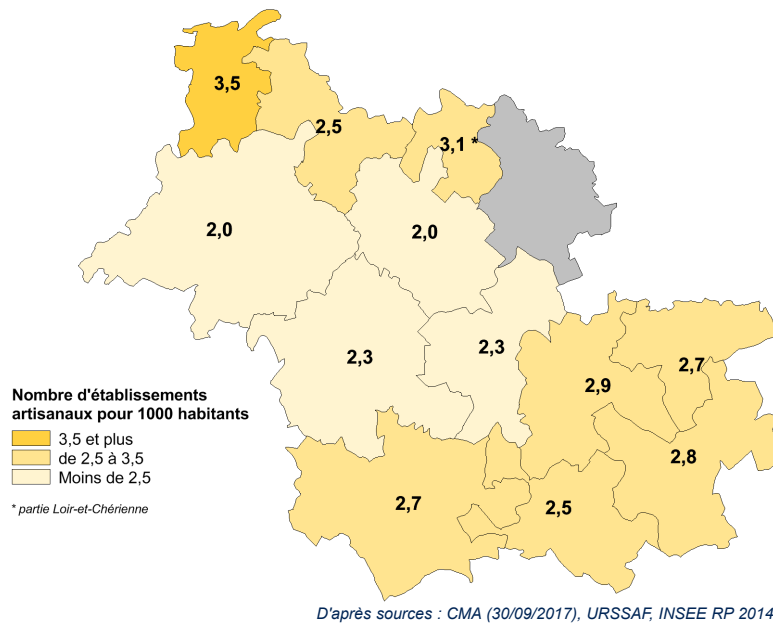 3,5
2,5
3,1 *
2,0
2,0
2,3
2,3
2,9
2,7
2,8
2,7
2,5
Nombre d'établissements
artisanaux pour 1000 habitants
3,5 et plus
de 2,5 à 3,5
Moins de 2,5
* partie Loir-et-Chérienne
D'après sources : CMA (30/09/2017), URSSAF, INSEE RP 2014